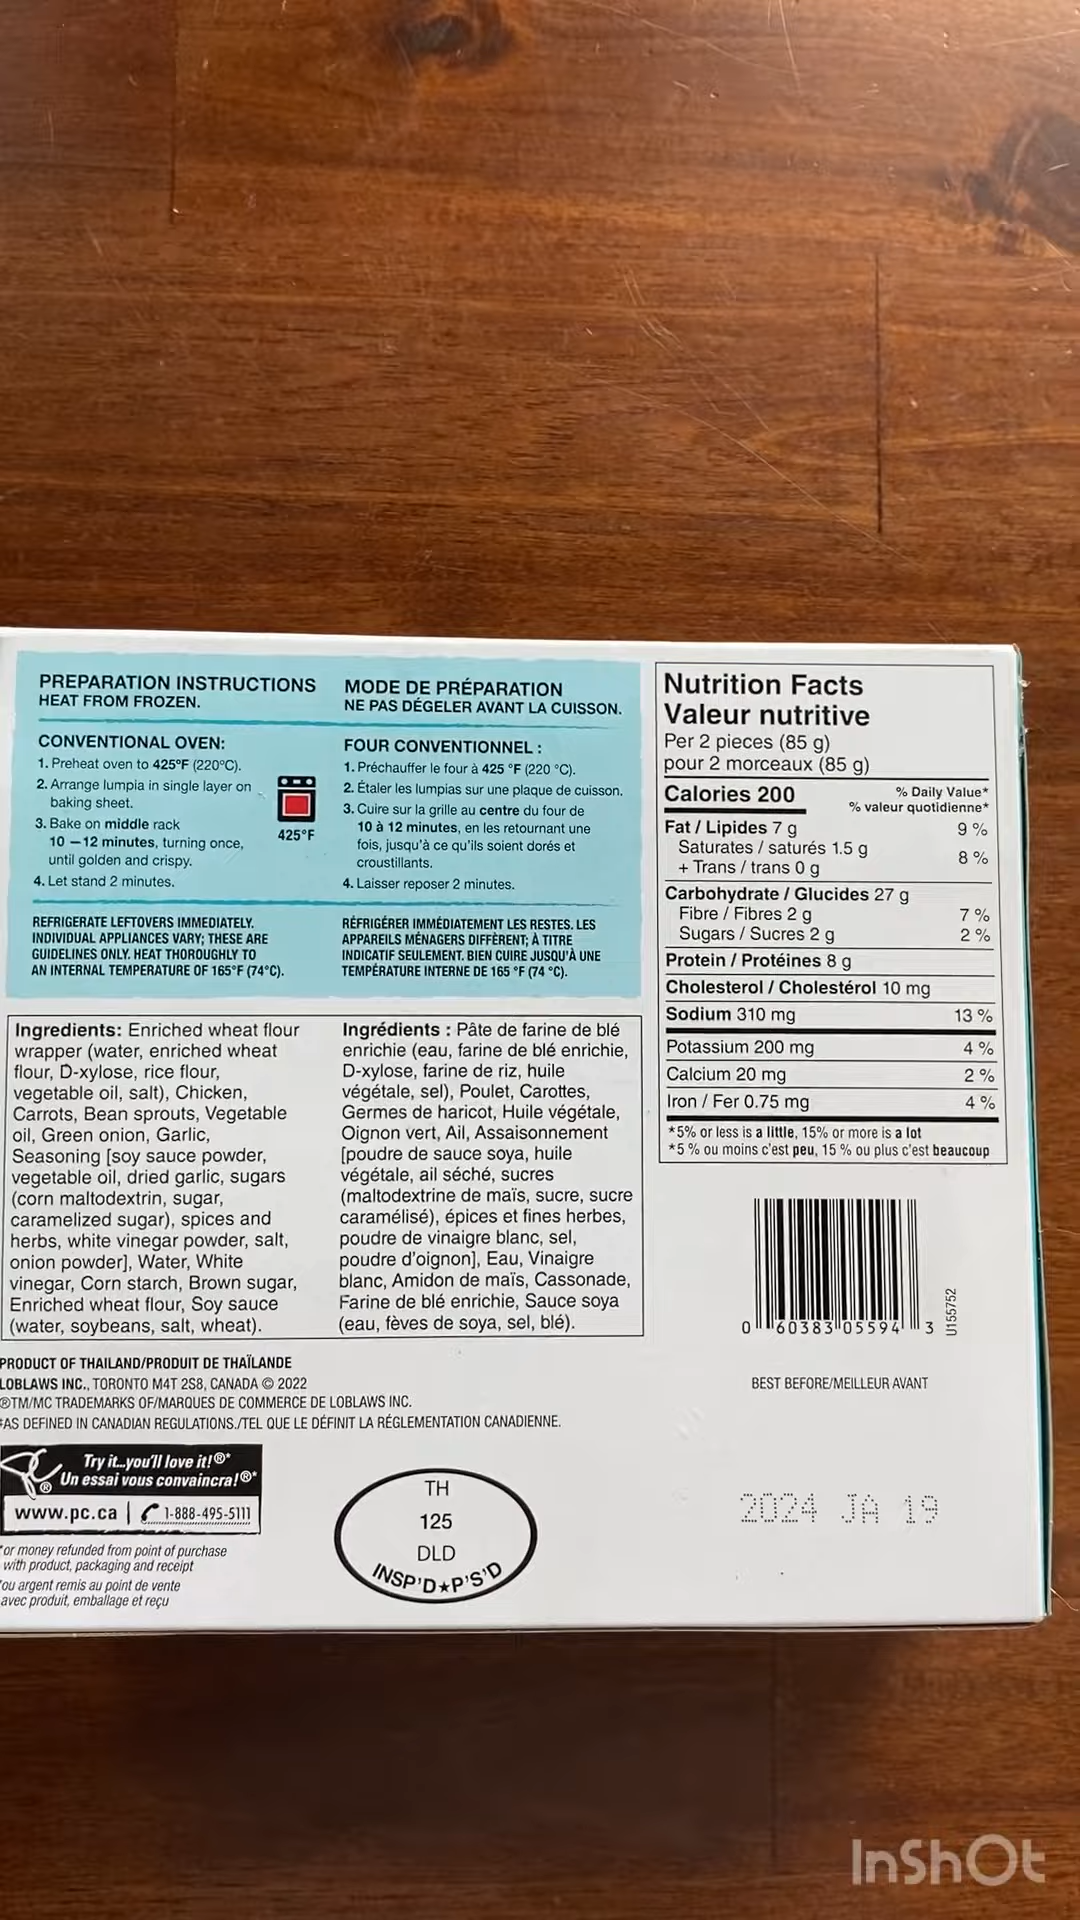 PREPARATION INSTRUCTIONS
HEAT FROM FROZEN.
CONVENTIONAL OVEN:
1. Preheat oven to 425°F (220°C).
2. Arrange lumpia in single layer on
baking sheet.
3. Bake on middle rack
10 – 12 minutes, turning once,
until golden and crispy.
4. Let stand 2 minutes.
425°F
REFRIGERATE LEFTOVERS IMMEDIATELY.
INDIVIDUAL APPLIANCES VARY; THESE ARE
GUIDELINES ONLY. HEAT THOROUGHLY TO
AN INTERNAL TEMPERATURE OF 165°F (74°C).
MODE DE PRÉPARATION
NE PAS DÉGELER AVANT LA CUISSON.
FOUR CONVENTIONNEL :
1. Préchauffer le four à 425 °F (220 °C).
2. Étaler les lumpias sur une plaque de cuisson.
3. Cuire sur la grille au centre du four de
10 à 12 minutes, en les retournant une
fois, jusqu'à ce qu'ils soient dorés et
croustillants.
4. Laisser reposer 2 minutes.
RÉFRIGÉRER IMMÉDIATEMENT LES RESTES. LES
APPAREILS MÉNAGERS DIFFÈRENT; À TITRE
INDICATIF SEULEMENT. BIEN CUIRE JUSQU'À UNE
TEMPÉRATURE INTERNE DE 165 °F (74 °C).
Nutrition Facts
Valeur nutritive
Per 2 pieces (85 g)
pour 2 morceaux (85 g)
Calories 200
% Daily Value*
% valeur quotidienne*
Fat / Lipides 7 g 9 %
Saturates / saturés 1.5 g
+ Trans / trans 0 g 8 %
Carbohydrate / Glucides 27 g
Fibre / Fibres 2 g 7 %
Sugars / Sucres 2 g 2 %
Protein / Protéines 8 g
Cholesterol / Cholestérol 10 mg
Sodium 310 mg 13 %
Potassium 200 mg 4 %
Calcium 20 mg 2 %
Iron / Fer 0.75 mg 4 %
*5% or less is a little, 15% or more is a lot
*5 % ou moins c'est peu, 15 % ou plus c'est beaucoup
Ingredients: Enriched wheat flour
wrapper (water, enriched wheat
flour, D-xylose, rice flour,
vegetable oil, salt), Chicken,
Carrots, Bean sprouts, Vegetable
oil, Green onion, Garlic,
Seasoning [soy sauce powder,
vegetable oil, dried garlic, sugars
(corn maltodextrin, sugar,
caramelized sugar), spices and
herbs, white vinegar powder, salt,
onion powder], Water, White
vinegar, Corn starch, Brown sugar,
Enriched wheat flour, Soy sauce
(water, soybeans, salt, wheat).
Ingrédients : Pâte de farine de blé
enrichie (eau, farine de blé enrichie,
D-xylose, farine de riz, huile
végétale, sel), Poulet, Carottes,
Germes de haricot, Huile végétale,
Oignon vert, Ail, Assaisonnement
[poudre de sauce soya, huile
végétale, ail séché, sucres
(maltodextrine de maïs, sucre, sucre
caramélisé), épices et fines herbes,
poudre de vinaigre blanc, sel,
poudre d'oignon], Eau, Vinaigre
blanc, Amidon de maïs, Cassonade,
Farine de blé enrichie, Sauce soya
(eau, fèves de soya, sel, blé).
0 60383 05594 3
U155752
PRODUCT OF THAILAND/PRODUIT DE THAÏLANDE
LOBLAWS INC., TORONTO M4T 2S8, CANADA © 2022
®TM/MC TRADEMARKS OF/MARQUES DE COMMERCE DE LOBLAWS INC.
‡AS DEFINED IN CANADIAN REGULATIONS./TEL QUE LE DÉFINIT LA RÉGLEMENTATION CANADIENNE.
BEST BEFORE/MEILLEUR AVANT
2024 JA 19
Try it...you'll love it!®*
Un essai vous convaincra!®*
www.pc.ca 1-888-495-5111
*or money refunded from point of purchase
with product, packaging and receipt
*ou argent remis au point de vente
avec produit, emballage et reçu
TH
125
DLD
INSP'D★P'S'D
InShOt